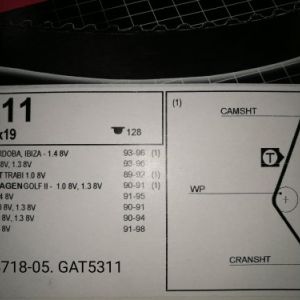 11
x19
128
RDOBA, IBIZA - 1.4 8V 93-96 (1)
8V, 1.3 8V 93-96
T TRABI 1.0 8V 89-92 (1)
AGEN GOLF II - 1.0 8V, 1.3 8V 90-91 (1)
8V 91-95
8V, 1.3 8V 90-91
, 1.3 8V 90-94
8V 91-98
(1)
CAMSHT
T
WP
CRANSHT
718-05. GAT5311